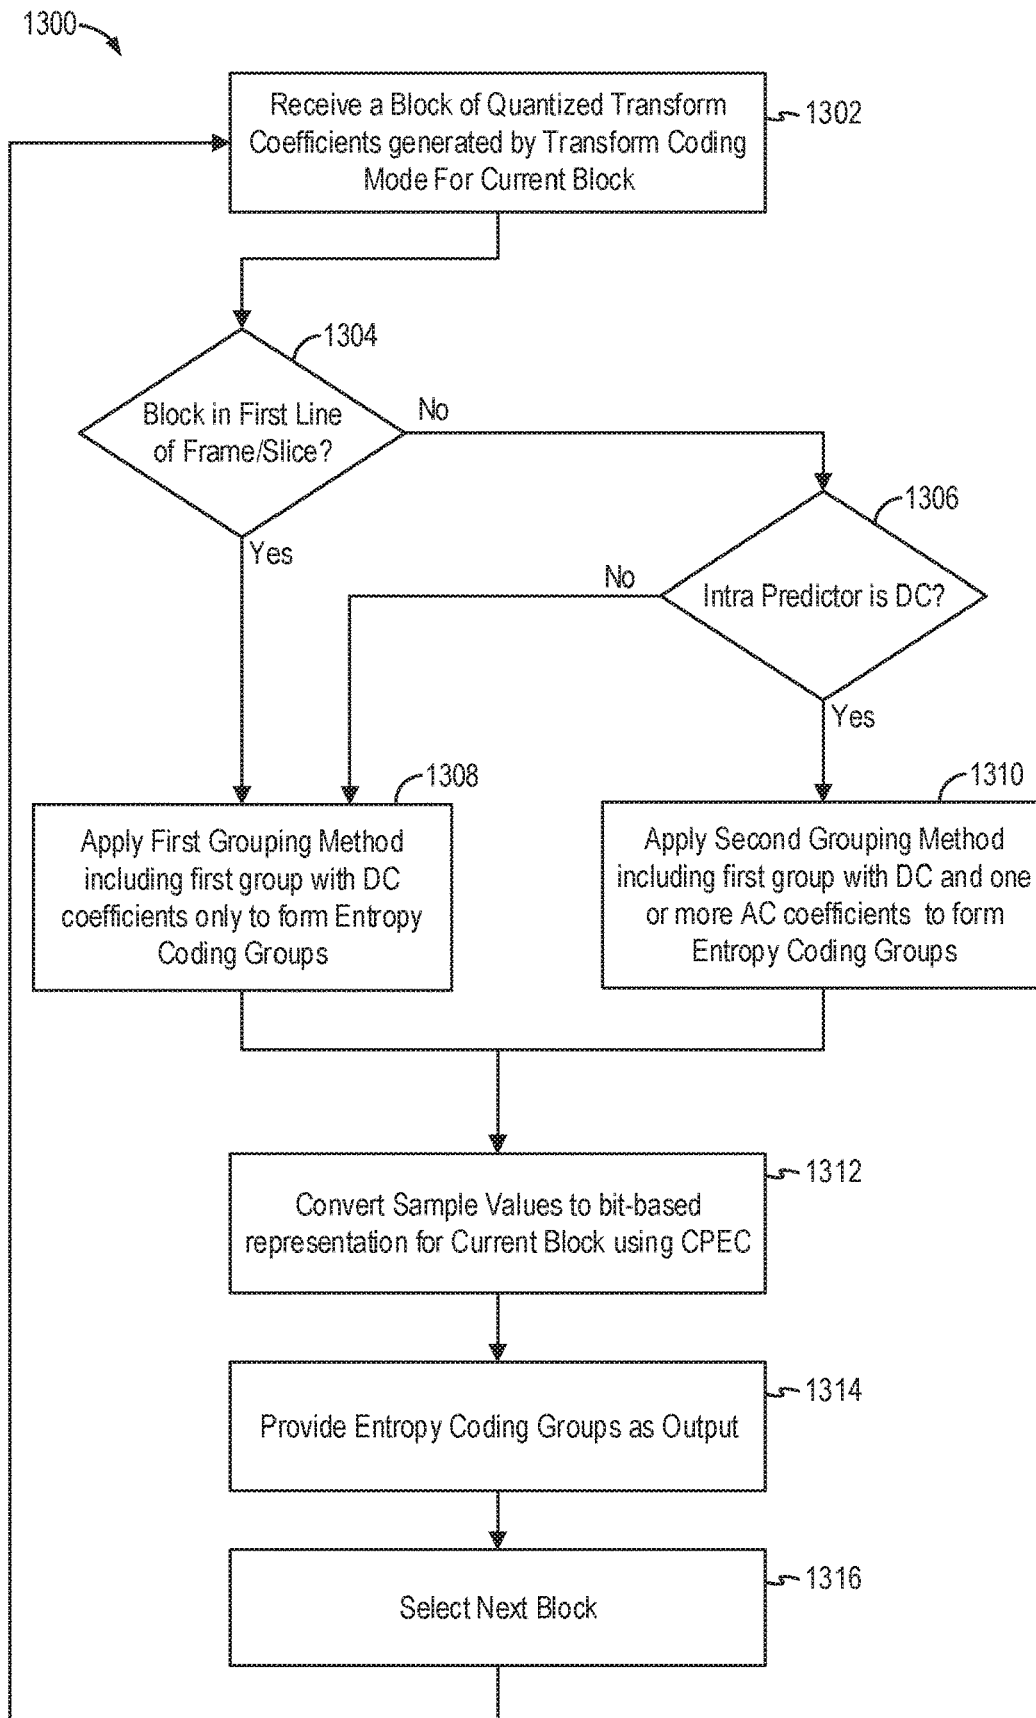 1300
Receive a Block of Quantized Transform
Coefficients generated by Transform Coding
Mode For Current Block
1302
1304
Block in First Line
of Frame/Slice?
No
Yes
1306
Intra Predictor is DC?
No
Yes
1308
Apply First Grouping Method
including first group with DC
coefficients only to form Entropy
Coding Groups
1310
Apply Second Grouping Method
including first group with DC and one
or more AC coefficients to form
Entropy Coding Groups
1312
Convert Sample Values to bit-based
representation for Current Block using CPEC
1314
Provide Entropy Coding Groups as Output
1316
Select Next Block